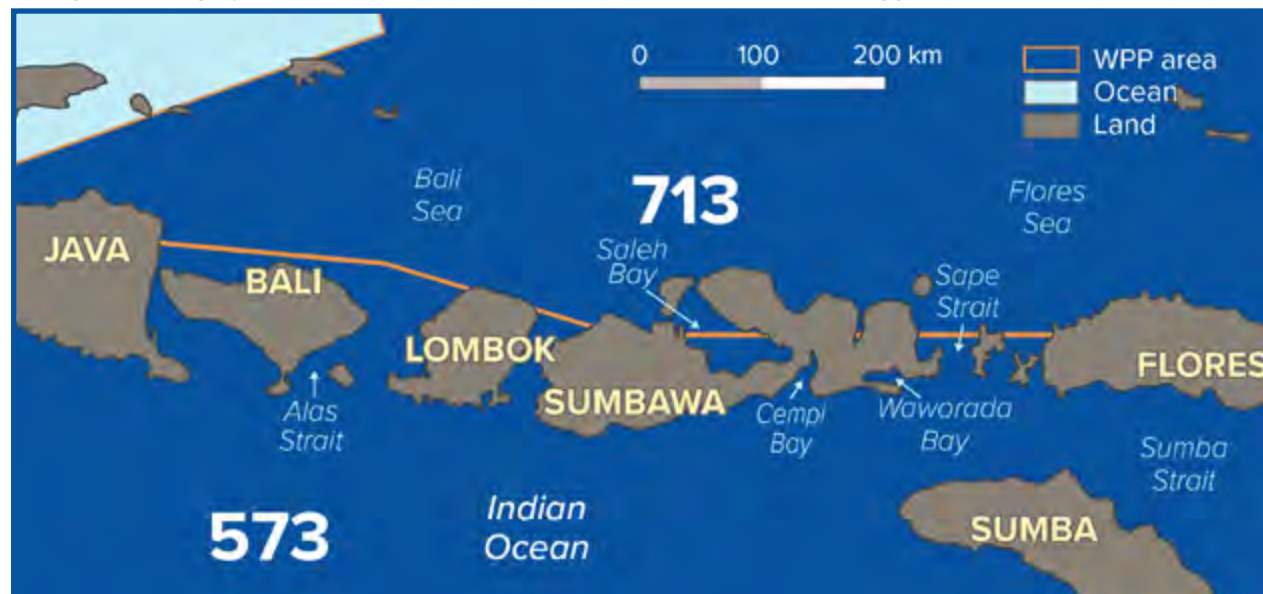 0 100 200 km
WPP area
Ocean
Land
Bali
Sea
713
Flores
Sea
JAVA
BALI
Saleh
Bay
Sape
Strait
LOMBOK
SUMBAWA
FLORES
Alas
Strait
Cempi
Bay
Waworada
Bay
Sumba
Strait
573
Indian
Ocean
SUMBA